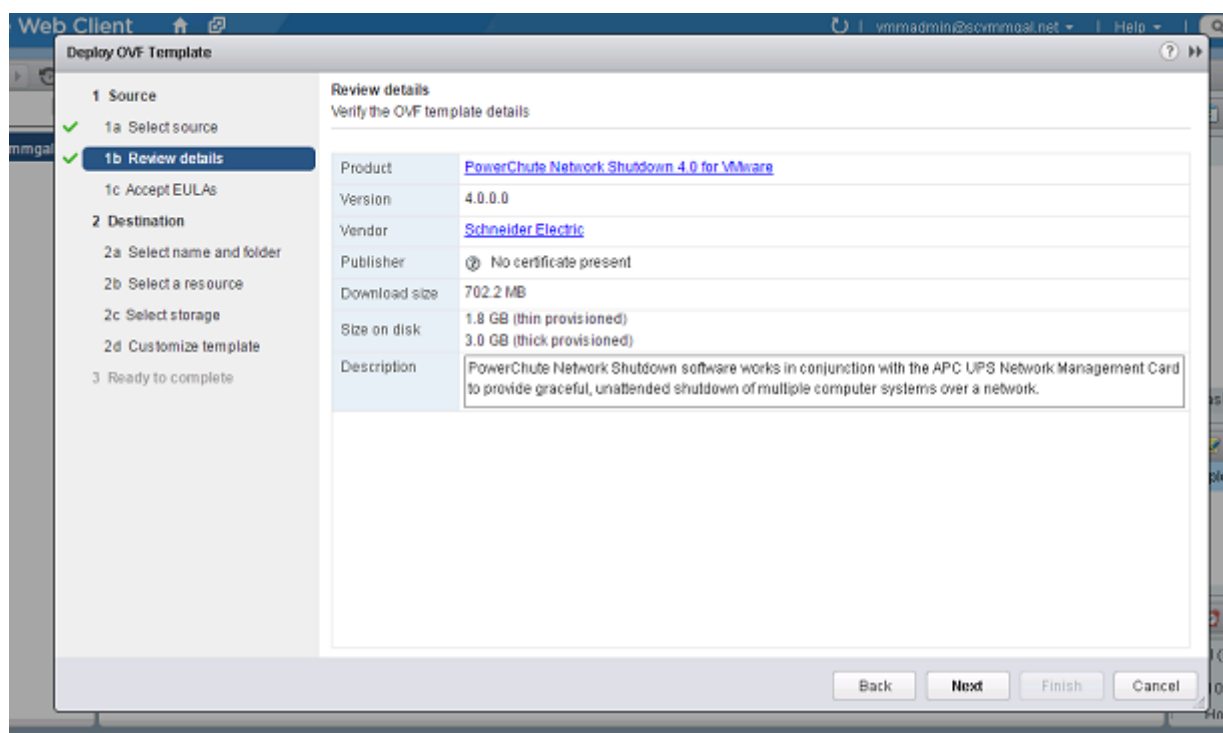 Web Client
vmmadmin@scvmmgal.net | Help
Deploy OVF Template
1 Source
1a Select source
1b Review details
1c Accept EULAs
2 Destination
2a Select name and folder
2b Select a resource
2c Select storage
2d Customize template
3 Ready to complete
Review details
Verify the OVF template details
Product PowerChute Network Shutdown 4.0 for VMware
Version 4.0.0.0
Vendor Schneider Electric
Publisher No certificate present
Download size 702.2 MB
Size on disk 1.8 GB (thin provisioned)
3.0 GB (thick provisioned)
Description PowerChute Network Shutdown software works in conjunction with the APC UPS Network Management Card
to provide graceful, unattended shutdown of multiple computer systems over a network.
Back Next Finish Cancel